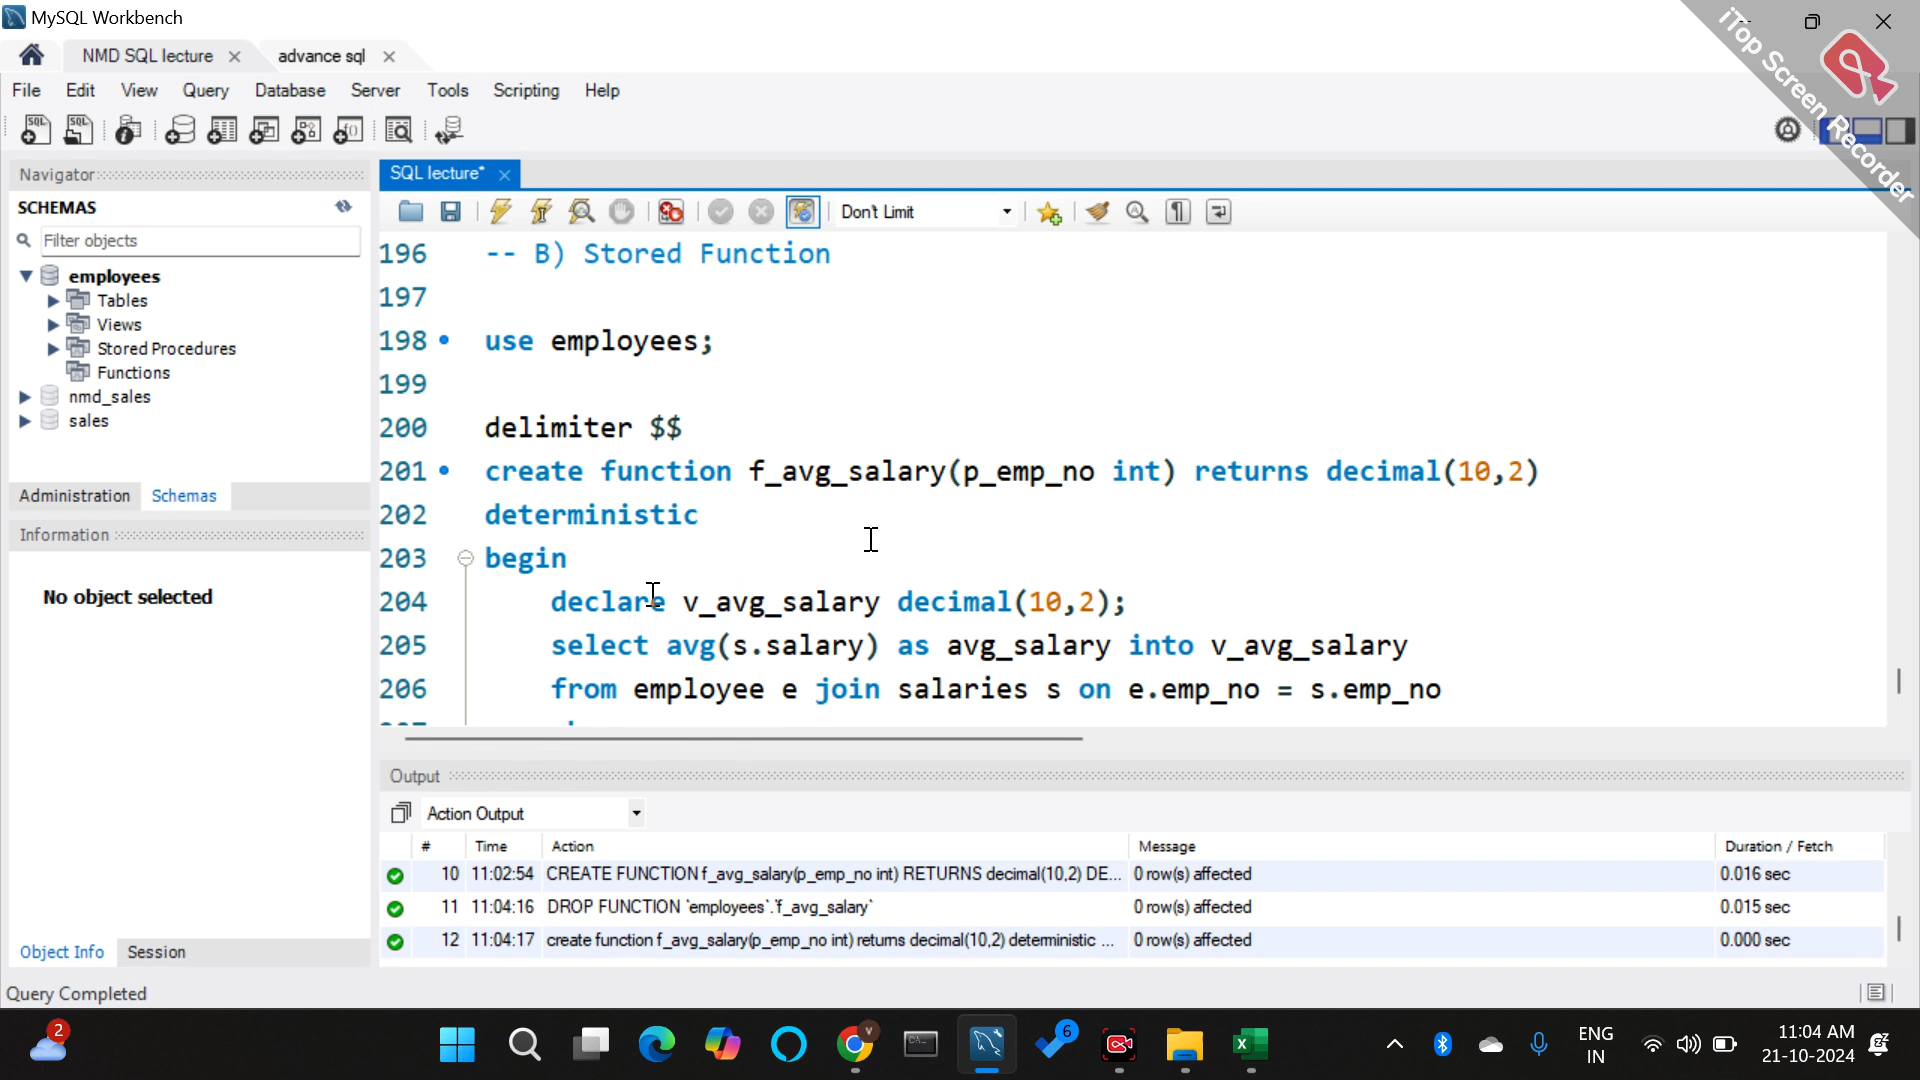 MySQL Workbench
NMD SQL lecture
advance sql
File Edit View Query Database Server Tools Scripting Help
Navigator
SCHEMAS
Filter objects
employees
Tables
Views
Stored Procedures
Functions
nmd_sales
sales
Administration Schemas
Information
No object selected
Object Info Session
Query Completed
SQL lecture*
Don't Limit
196 -- B) Stored Function
197
198 use employees;
199
200 delimiter $$
201 create function f_avg_salary(p_emp_no int) returns decimal(10,2)
202 deterministic
203 begin
204 declare v_avg_salary decimal(10,2);
205 select avg(s.salary) as avg_salary into v_avg_salary
206 from employee e join salaries s on e.emp_no = s.emp_no
Output
Action Output
# Time Action Message Duration / Fetch
10 11:02:54 CREATE FUNCTION f_avg_salary(p_emp_no int) RETURNS decimal(10,2) DE... 0 row(s) affected 0.016 sec
11 11:04:16 DROP FUNCTION `employees`.`f_avg_salary` 0 row(s) affected 0.015 sec
12 11:04:17 create function f_avg_salary(p_emp_no int) returns decimal(10,2) deterministic ... 0 row(s) affected 0.000 sec
iTop Screen Recorder
2
6
ENG
IN
11:04 AM
21-10-2024